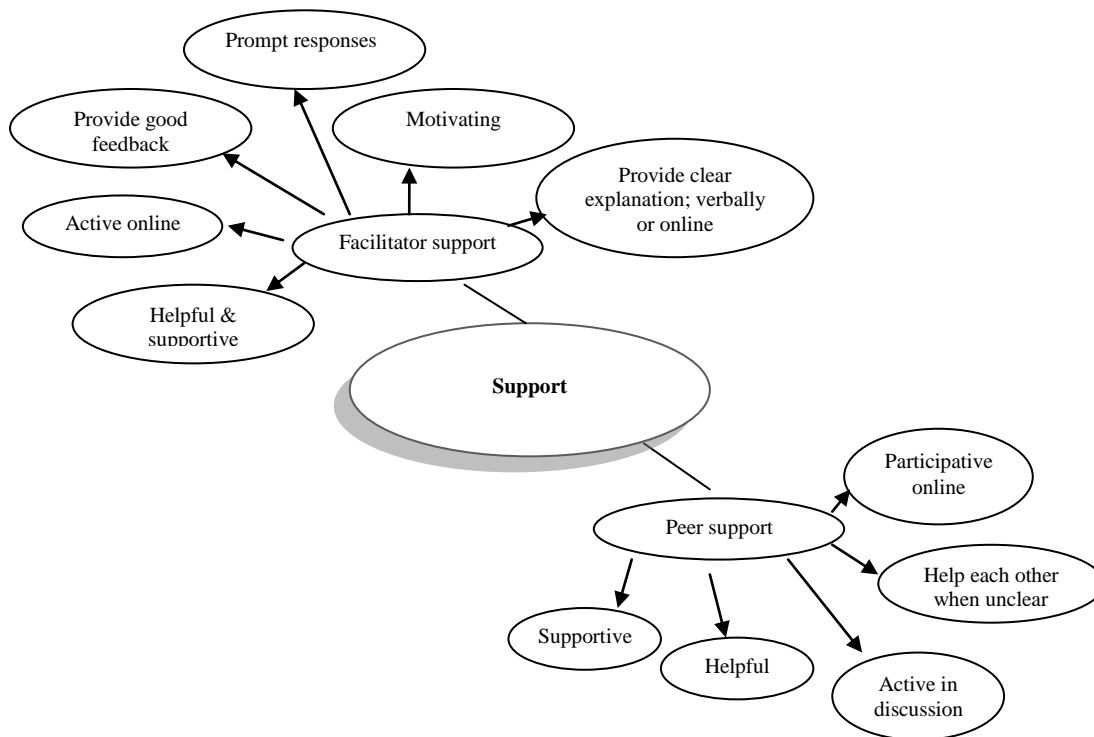 Prompt responses
Provide good
feedback
Motivating
Provide clear
explanation; verbally
or online
Active online
Facilitator support
Helpful &
supportive
Support
Participative
online
Peer support
Help each other
when unclear
Supportive
Helpful
Active in
discussion